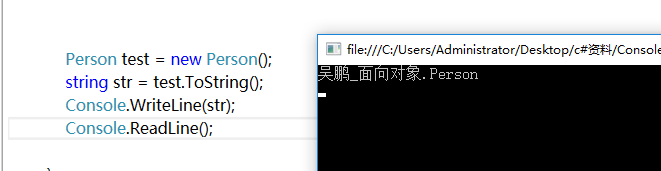 Person test = new Person();
string str = test.ToString();
Console.WriteLine(str);
Console.ReadLine();
file:///C:/Users/Administrator/Desktop/c#资料/Conso
吴鹏_面向对象.Person